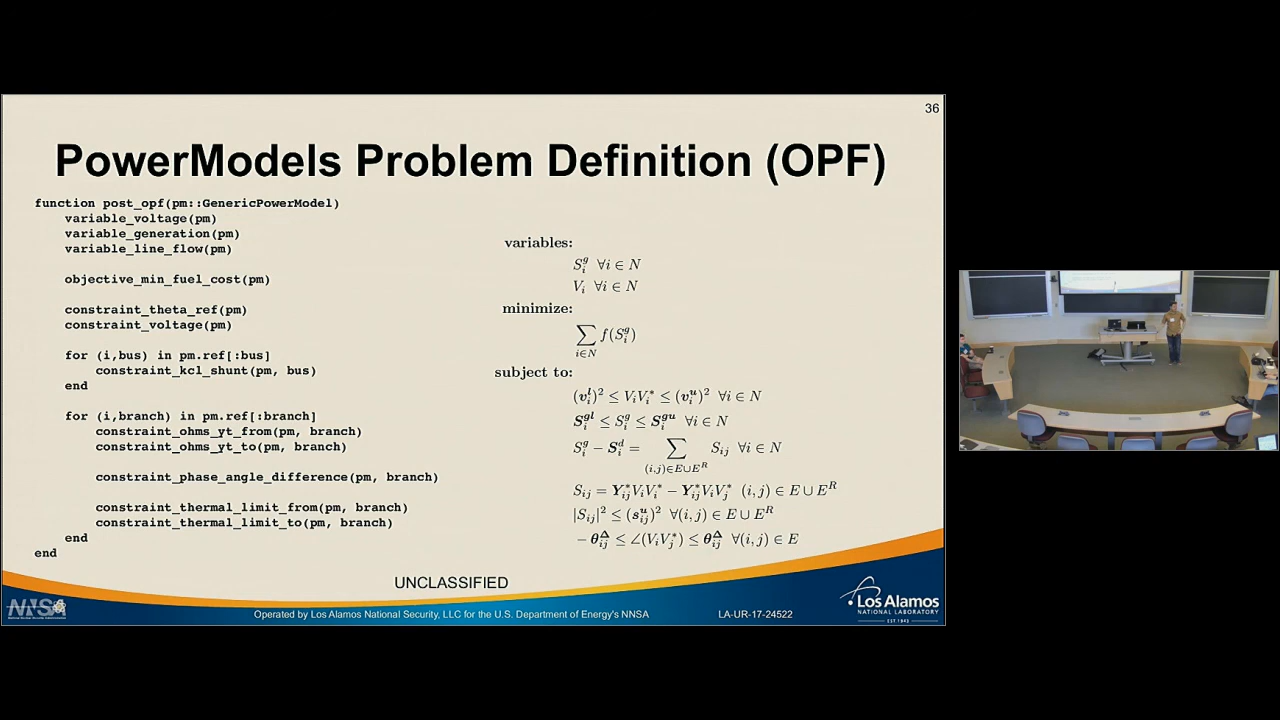 36
PowerModels Problem Definition (OPF)
function post_opf(pm::GenericPowerModel)
    variable_voltage(pm)
    variable_generation(pm)
    variable_line_flow(pm)
    objective_min_fuel_cost(pm)
    constraint_theta_ref(pm)
    constraint_voltage(pm)
    for (i,bus) in pm.ref[:bus]
        constraint_kcl_shunt(pm, bus)
    end
    for (i,branch) in pm.ref[:branch]
        constraint_ohms_yt_from(pm, branch)
        constraint_ohms_yt_to(pm, branch)
        constraint_phase_angle_difference(pm, branch)
        constraint_thermal_limit_from(pm, branch)
        constraint_thermal_limit_to(pm, branch)
    end
end
variables:
S_i^g ∀i ∈ N
V_i ∀i ∈ N
minimize:
∑_{i∈N} f(S_i^g)
subject to:
(v_i^l)^2 ≤ V_i V_i^* ≤ (v_i^u)^2 ∀i ∈ N
S_i^{gl} ≤ S_i^g ≤ S_i^{gu} ∀i ∈ N
S_i^g − S_i^d = ∑_{(i,j)∈E∪E^R} S_{ij} ∀i ∈ N
S_{ij} = Y_{ij}^* V_i V_i^* − Y_{ij}^* V_i V_j^* (i,j) ∈ E ∪ E^R
|S_{ij}|^2 ≤ (s_{ij}^u)^2 ∀(i,j) ∈ E ∪ E^R
−θ_{ij}^Δ ≤ ∠(V_i V_j^*) ≤ θ_{ij}^Δ ∀(i,j) ∈ E
UNCLASSIFIED
NNSA
Operated by Los Alamos National Security, LLC for the U.S. Department of Energy's NNSA
LA-UR-17-24522
Los Alamos
NATIONAL LABORATORY
EST. 1943